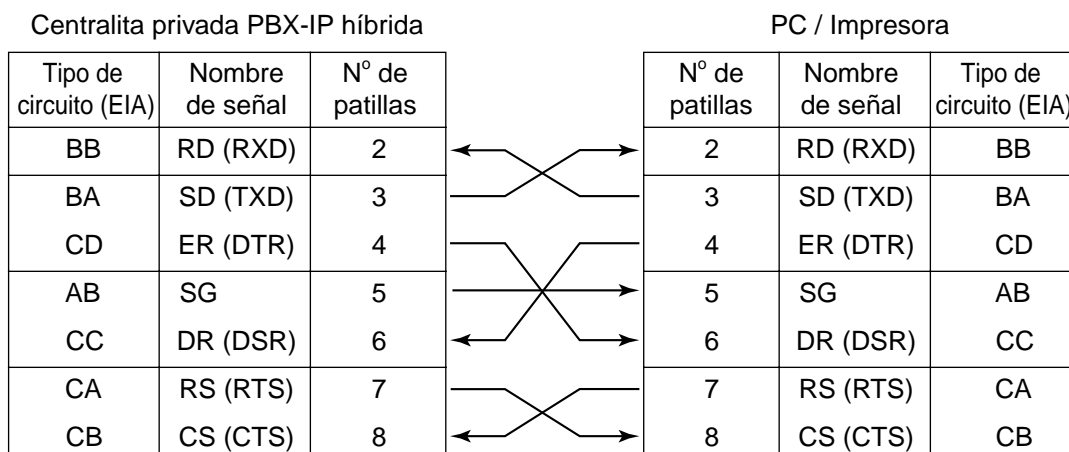 Centralita privada PBX-IP híbrida
PC / Impresora
Tipo de circuito (EIA) Nombre de señal Nº de patillas Nº de patillas Nombre de señal Tipo de circuito (EIA)
BB RD (RXD) 2 2 RD (RXD) BB
BA SD (TXD) 3 3 SD (TXD) BA
CD ER (DTR) 4 4 ER (DTR) CD
AB SG 5 5 SG AB
CC DR (DSR) 6 6 DR (DSR) CC
CA RS (RTS) 7 7 RS (RTS) CA
CB CS (CTS) 8 8 CS (CTS) CB